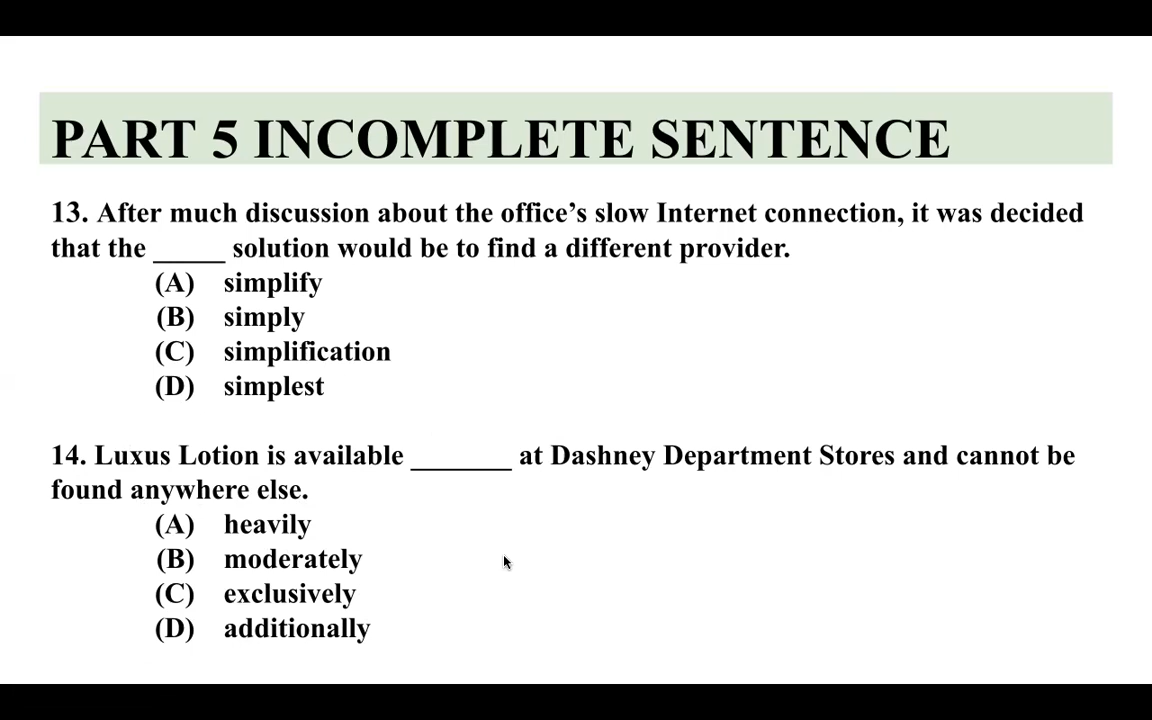 PART 5 INCOMPLETE SENTENCE
13. After much discussion about the office’s slow Internet connection, it was decided
that the _____ solution would be to find a different provider.
(A) simplify
(B) simply
(C) simplification
(D) simplest
14. Luxus Lotion is available _______ at Dashney Department Stores and cannot be
found anywhere else.
(A) heavily
(B) moderately
(C) exclusively
(D) additionally